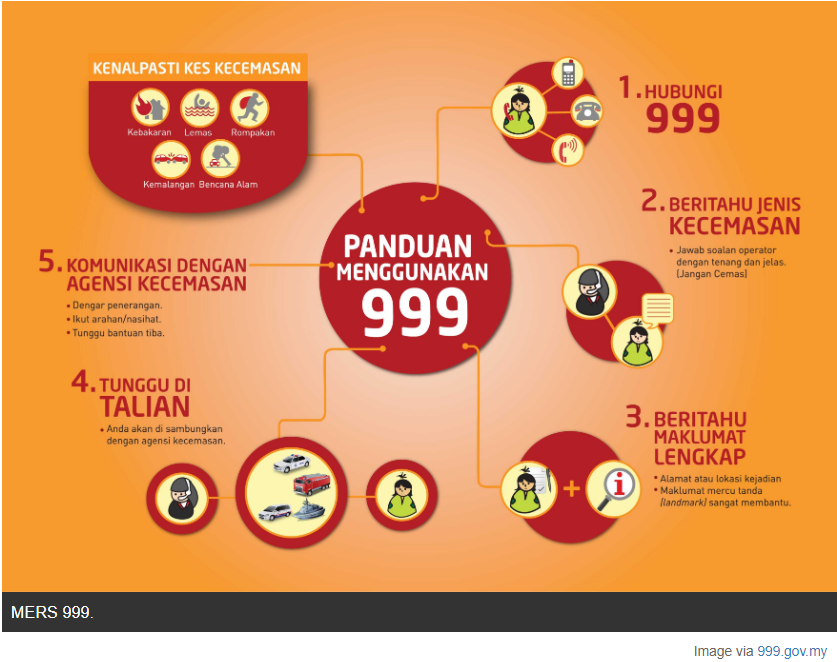 KENALPASTI KES KECEMASAN
Kebakaran
Lemas
Rompakan
Kemalangan
Bencana Alam
PANDUAN
MENGGUNAKAN
999
1. HUBUNGI
999
2. BERITAHU JENIS
KECEMASAN
• Jawab soalan operator
dengan tenang dan jelas.
(Jangan Cemas)
3. BERITAHU
MAKLUMAT
LENGKAP
• Alamat atau lokasi kejadian
• Maklumat mercu tanda
(landmark) sangat membantu.
4. TUNGGU DI
TALIAN
• Anda akan di sambungkan
dengan agensi kecemasan.
5. KOMUNIKASI DENGAN
AGENSI KECEMASAN
• Dengar penerangan.
• Ikut arahan/nasihat.
• Tunggu bantuan tiba.
MERS 999.
Image via 999.gov.my